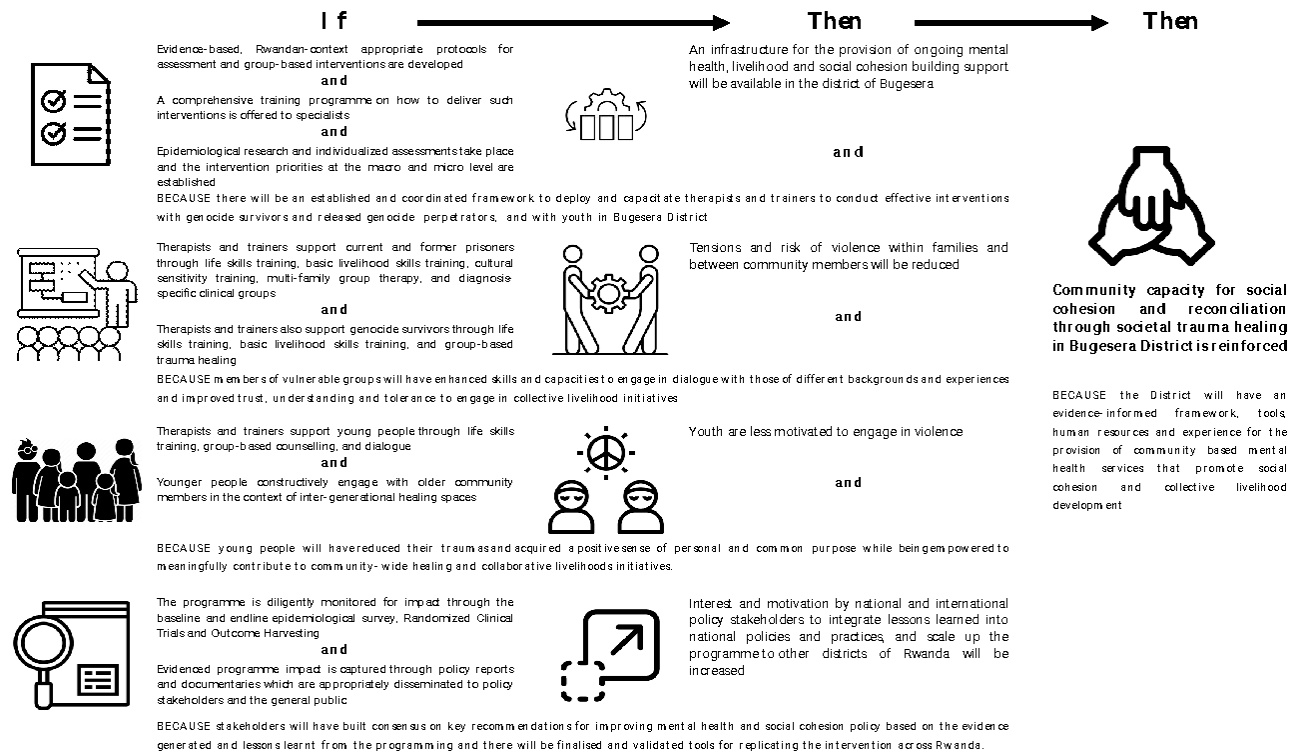 If Then Then
Evidence-based, Rwandan-context appropriate protocols for
assessment and group-based interventions are developed
and
A comprehensive training programme on how to deliver such
interventions is offered to specialists
and
Epidemiological research and individualized assessments take place
and the intervention priorities at the macro and micro level are
established
An infrastructure for the provision of ongoing mental
health, livelihood and social cohesion building support
will be available in the district of Bugesera
and
BECAUSE there will be an established and coordinated framework to deploy and capacitate therapists and trainers to conduct effective interventions
with genocide survivors and released genocide perpetrators, and with youth in Bugesera District
Therapists and trainers support current and former prisoners
through life skills training, basic livelihood skills training, cultural
sensitivity training, multi-family group therapy, and diagnosis-
specific clinical groups
and
Therapists and trainers also support genocide survivors through life
skills training, basic livelihood skills training, and group-based
trauma healing
Tensions and risk of violence within families and
between community members will be reduced
and
BECAUSE members of vulnerable groups will have enhanced skills and capacities to engage in dialogue with those of different backgrounds and experiences
and improved trust, understanding and tolerance to engage in collective livelihood initiatives
Therapists and trainers support young people through life skills
training, group-based counselling, and dialogue
and
Younger people constructively engage with older community
members in the context of inter-generational healing spaces
Youth are less motivated to engage in violence
and
BECAUSE young people will have reduced their traumas and acquired a positive sense of personal and common purpose while being empowered to
meaningfully contribute to community-wide healing and collaborative livelihoods initiatives.
The programme is diligently monitored for impact through the
baseline and endline epidemiological survey, Randomized Clinical
Trials and Outcome Harvesting
and
Evidenced programme impact is captured through policy reports
and documentaries which are appropriately disseminated to policy
stakeholders and the general public
Interest and motivation by national and international
policy stakeholders to integrate lessons learned into
national policies and practices, and scale up the
programme to other districts of Rwanda will be
increased
BECAUSE stakeholders will have built consensus on key recommendations for improving mental health and social cohesion policy based on the evidence
generated and lessons learnt from the programming and there will be finalised and validated tools for replicating the intervention across Rwanda.
Community capacity for social
cohesion and reconciliation
through societal trauma healing
in Bugesera District is reinforced
BECAUSE the District will have an
evidence-informed framework, tools,
human resources and experience for the
provision of community based mental
health services that promote social
cohesion and collective livelihood
development